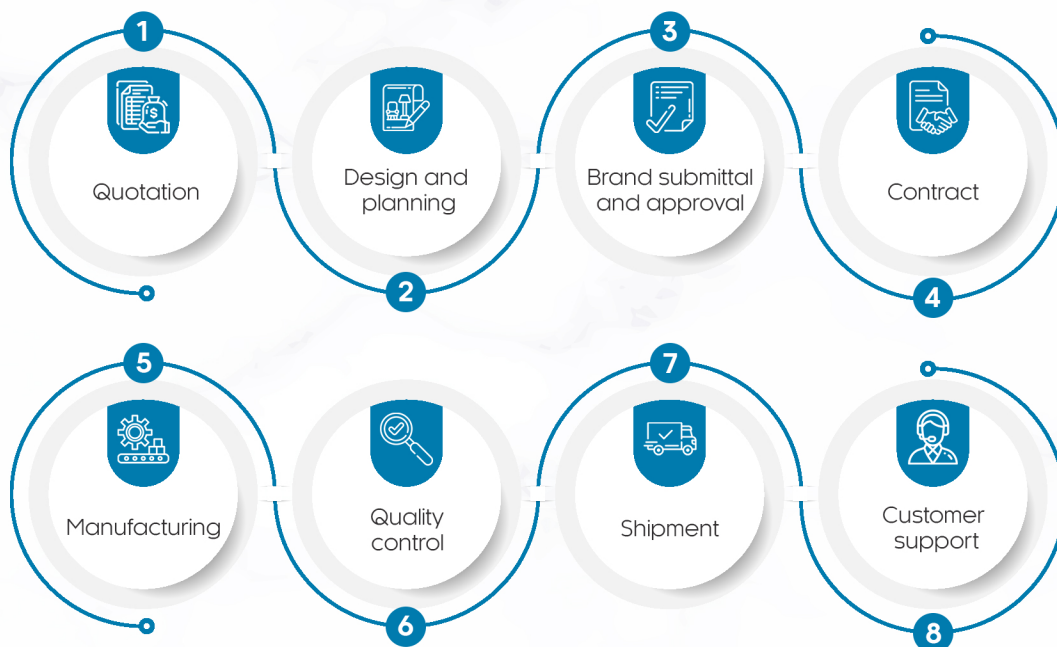 1
Quotation
2
Design and
planning
3
Brand submittal
and approval
4
Contract
5
Manufacturing
6
Quality
control
7
Shipment
8
Customer
support